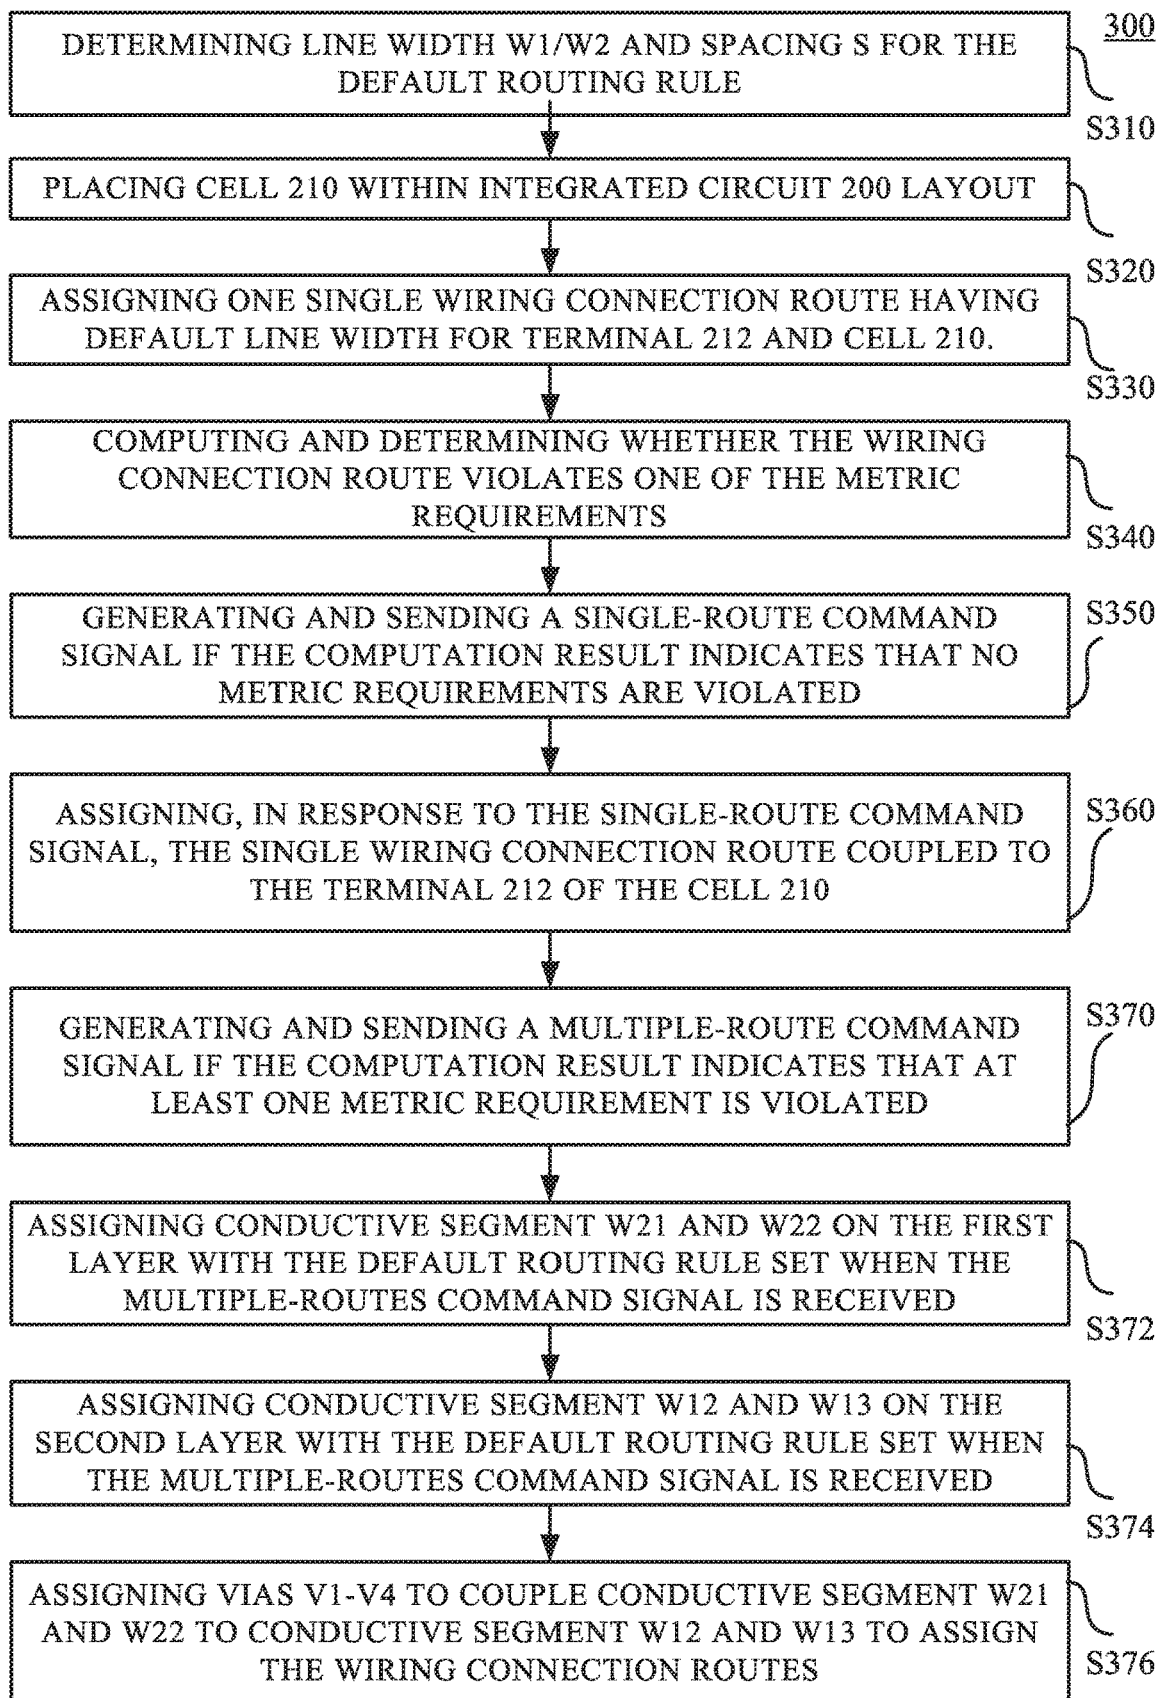 300
DETERMINING LINE WIDTH W1/W2 AND SPACING S FOR THE
DEFAULT ROUTING RULE
S310
PLACING CELL 210 WITHIN INTEGRATED CIRCUIT 200 LAYOUT
S320
ASSIGNING ONE SINGLE WIRING CONNECTION ROUTE HAVING
DEFAULT LINE WIDTH FOR TERMINAL 212 AND CELL 210.
S330
COMPUTING AND DETERMINING WHETHER THE WIRING
CONNECTION ROUTE VIOLATES ONE OF THE METRIC
REQUIREMENTS
S340
GENERATING AND SENDING A SINGLE-ROUTE COMMAND
SIGNAL IF THE COMPUTATION RESULT INDICATES THAT NO
METRIC REQUIREMENTS ARE VIOLATED
S350
ASSIGNING, IN RESPONSE TO THE SINGLE-ROUTE COMMAND
SIGNAL, THE SINGLE WIRING CONNECTION ROUTE COUPLED TO
THE TERMINAL 212 OF THE CELL 210
S360
GENERATING AND SENDING A MULTIPLE-ROUTE COMMAND
SIGNAL IF THE COMPUTATION RESULT INDICATES THAT AT
LEAST ONE METRIC REQUIREMENT IS VIOLATED
S370
ASSIGNING CONDUCTIVE SEGMENT W21 AND W22 ON THE FIRST
LAYER WITH THE DEFAULT ROUTING RULE SET WHEN THE
MULTIPLE-ROUTES COMMAND SIGNAL IS RECEIVED
S372
ASSIGNING CONDUCTIVE SEGMENT W12 AND W13 ON THE
SECOND LAYER WITH THE DEFAULT ROUTING RULE SET WHEN
THE MULTIPLE-ROUTES COMMAND SIGNAL IS RECEIVED
S374
ASSIGNING VIAS V1-V4 TO COUPLE CONDUCTIVE SEGMENT W21
AND W22 TO CONDUCTIVE SEGMENT W12 AND W13 TO ASSIGN
THE WIRING CONNECTION ROUTES
S376